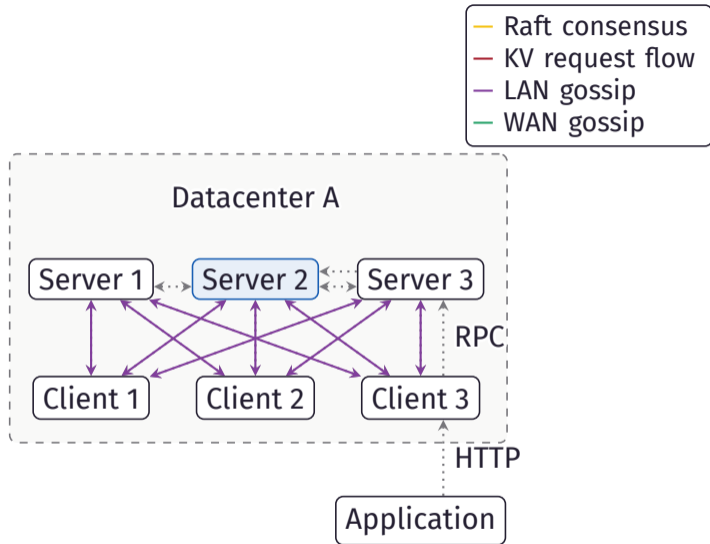 Raft consensus
KV request flow
LAN gossip
WAN gossip
Datacenter A
Server 1
Server 2
Server 3
RPC
Client 1
Client 2
Client 3
HTTP
Application